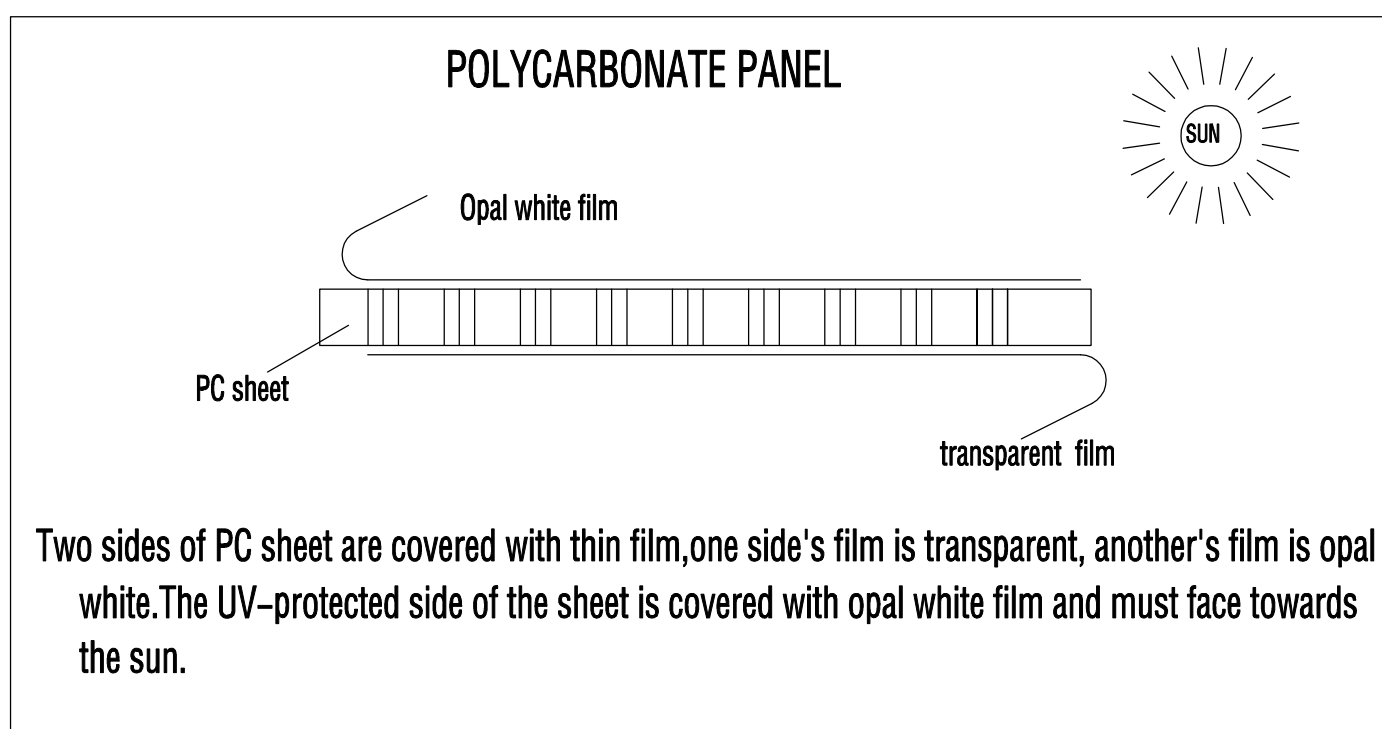 POLYCARBONATE PANEL
SUN
Opal white film
PC sheet
transparent film
Two sides of PC sheet are covered with thin film,one side's film is transparent, another's film is opal
white.The UV-protected side of the sheet is covered with opal white film and must face towards
the sun.